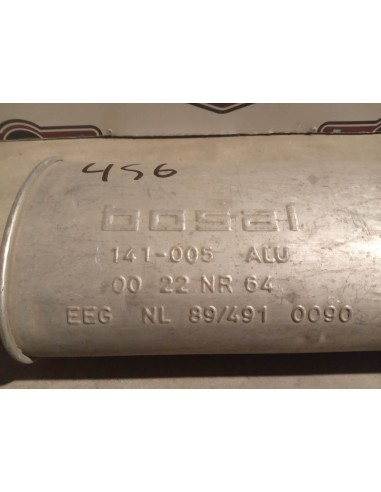 456
bosal
141-005 ALU
00 22 NR 64
EEG NL 89/491 0090